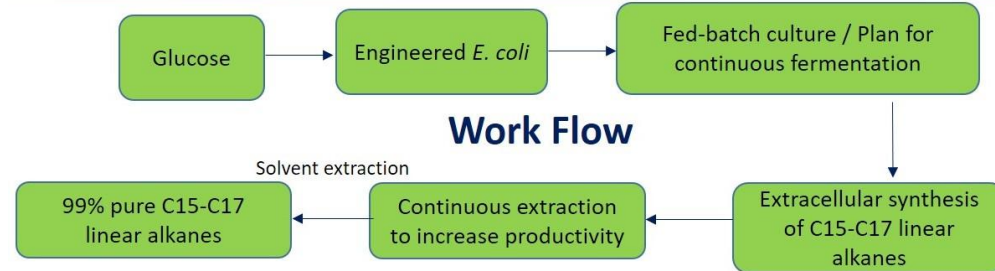 Glucose
Engineered E. coli
Fed-batch culture / Plan for
continuous fermentation
Work Flow
Solvent extraction
99% pure C15-C17
linear alkanes
Continuous extraction
to increase productivity
Extracellular synthesis
of C15-C17 linear
alkanes